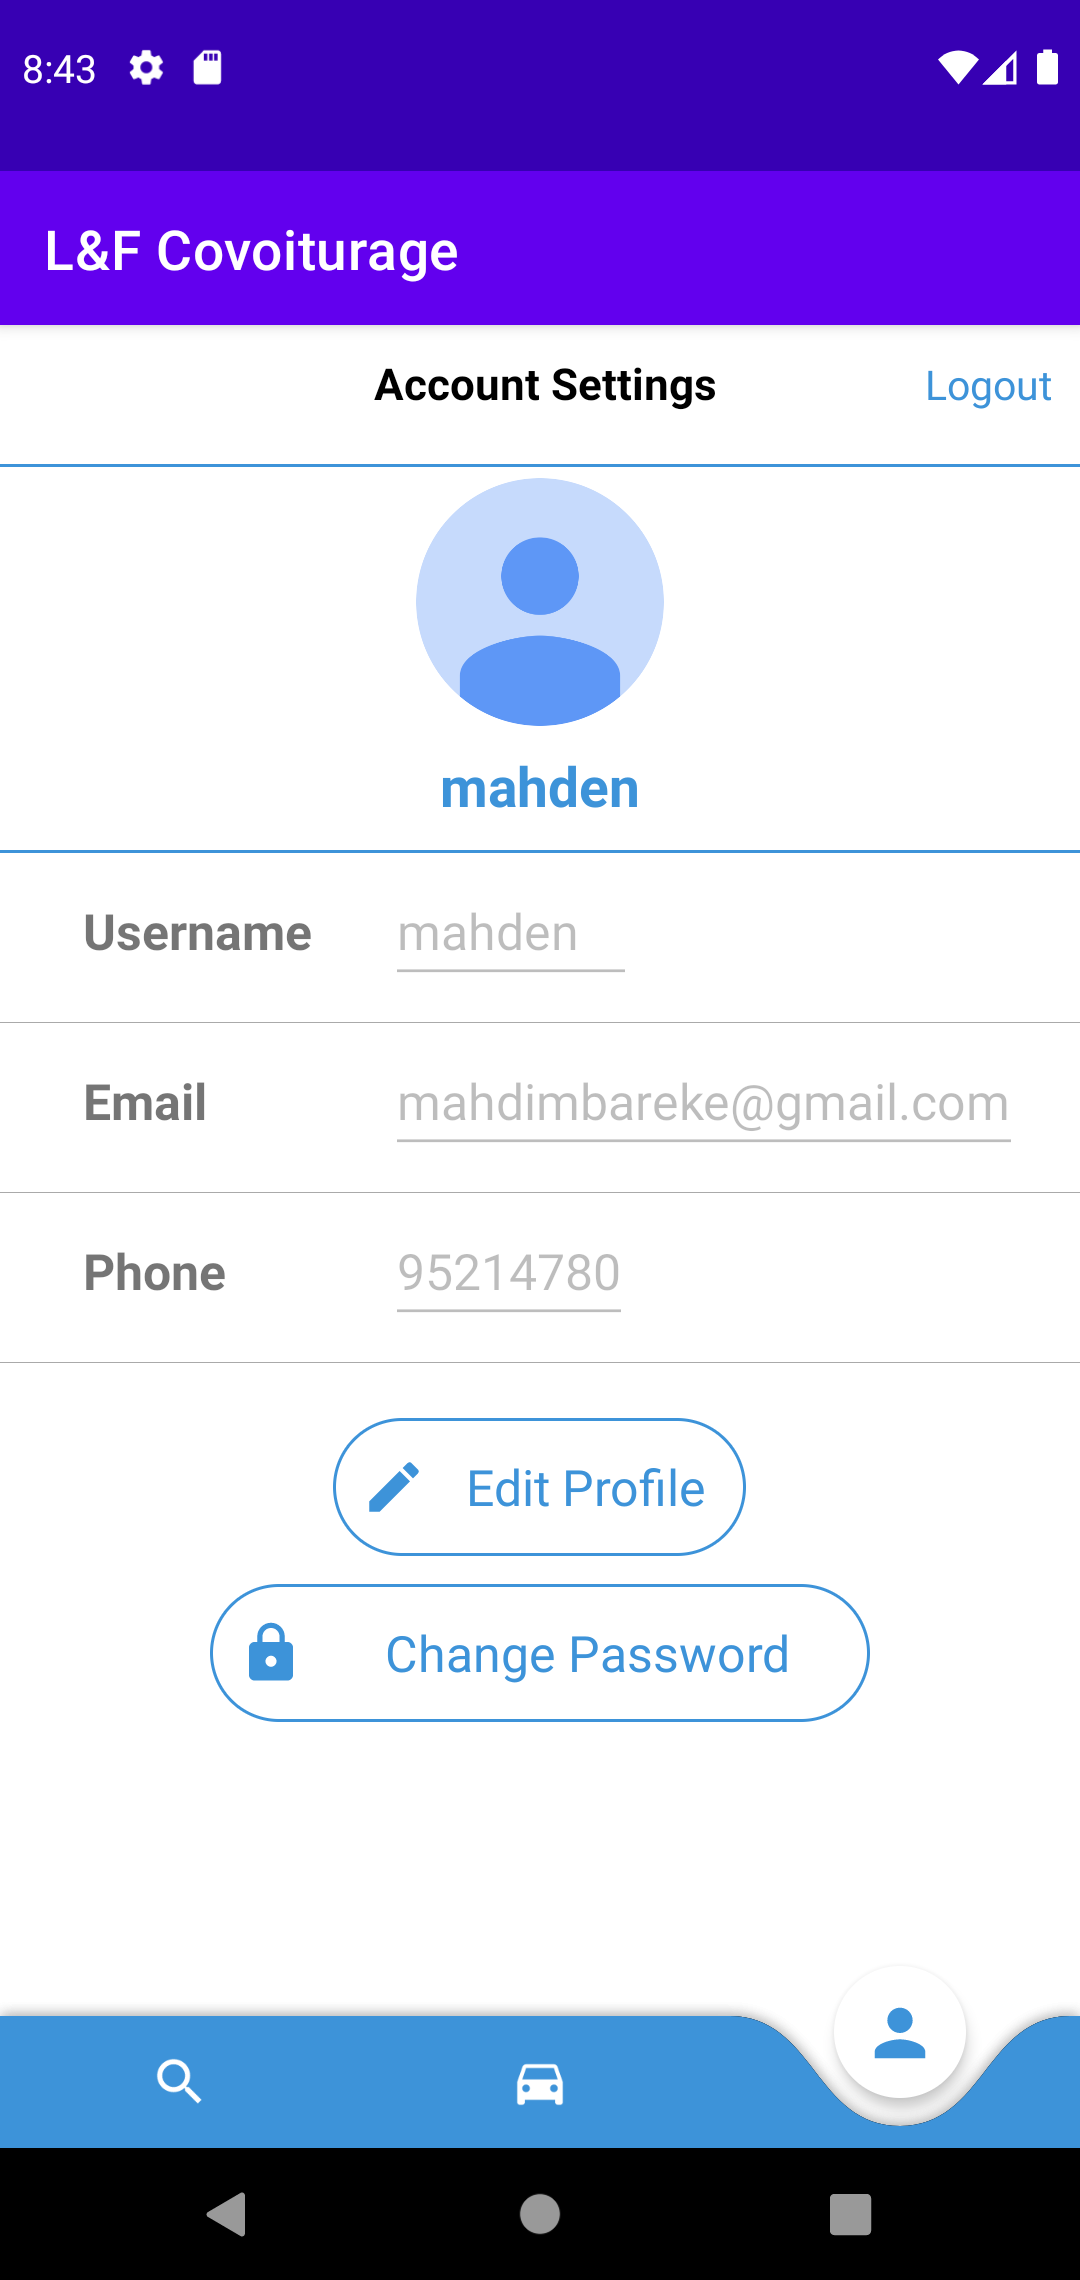 8:43
L&F Covoiturage
Account Settings
Logout
mahden
Username
mahden
Email
mahdimbareke@gmail.com
Phone
95214780
Edit Profile
Change Password